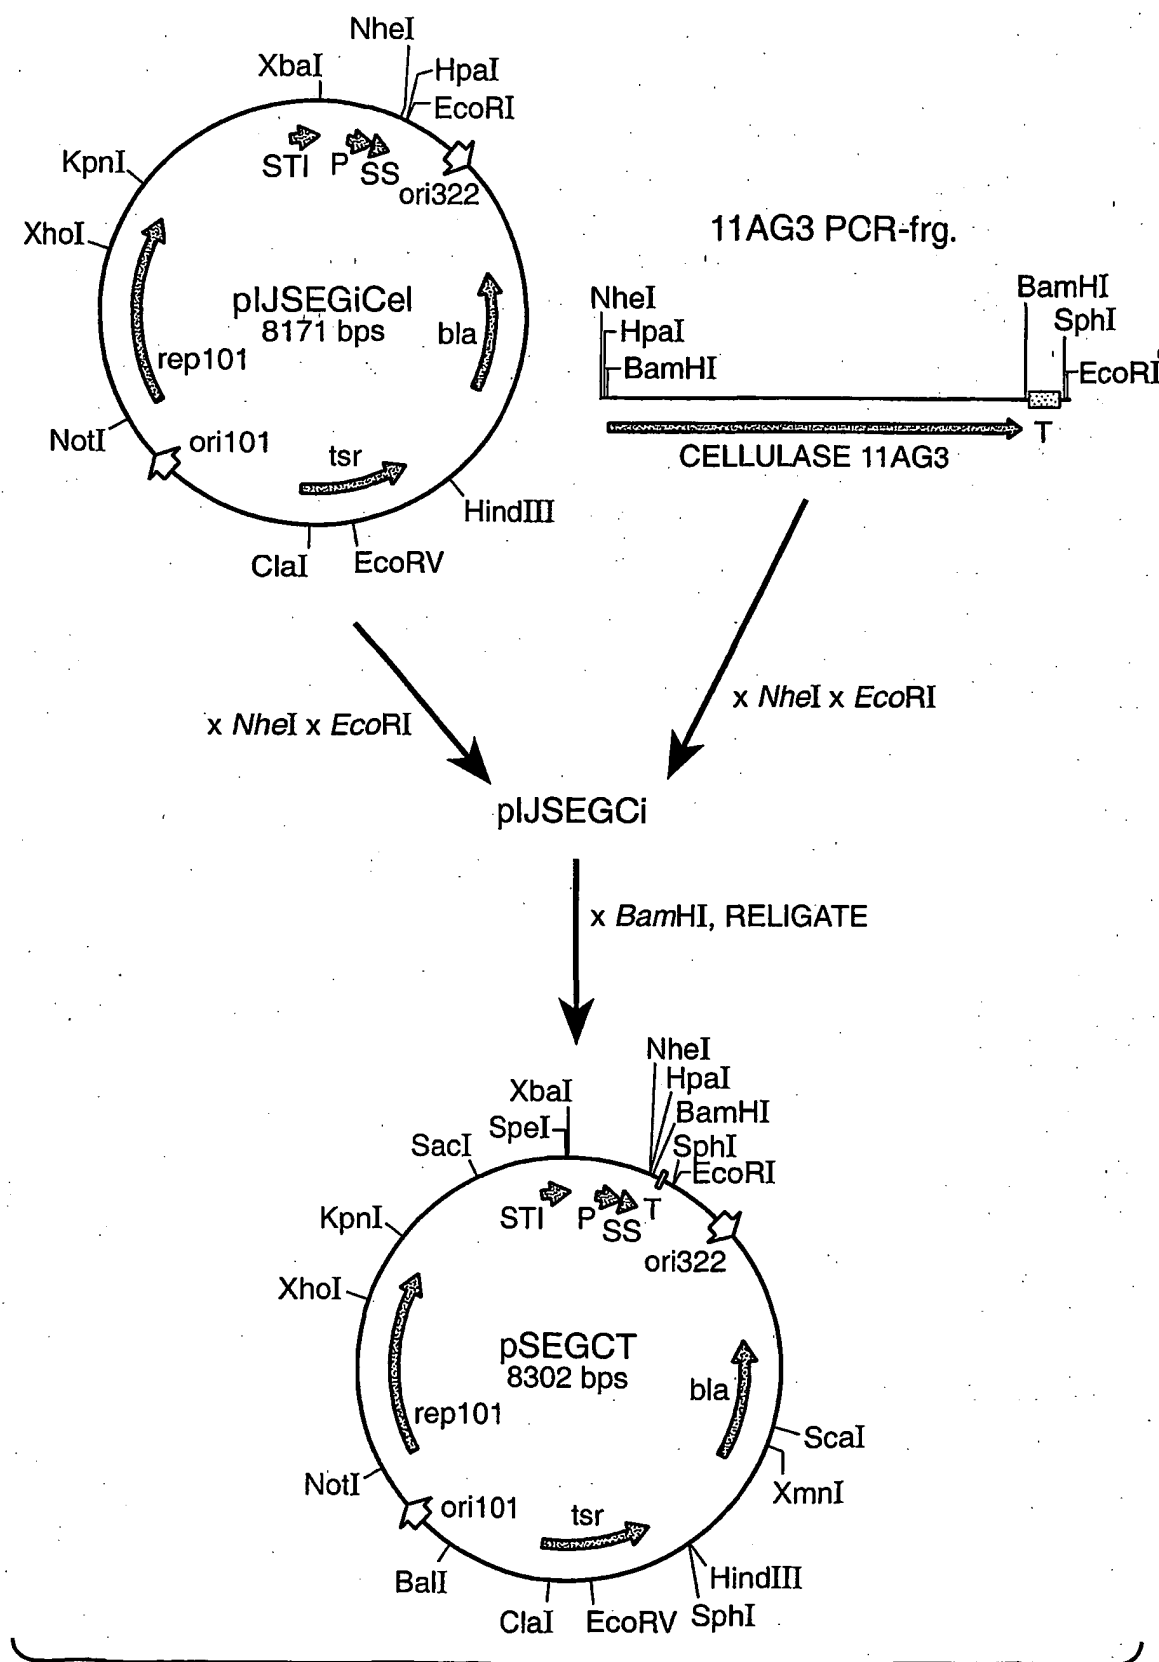 NheI
XbaI
HpaI
EcoRI
KpnI
STI
P
SS
ori322
XhoI
pIJSEGiCel
8171 bps
bla
rep101
NotI
ori101
tsr
HindIII
ClaI
EcoRV
11AG3 PCR-frg.
NheI
HpaI
BamHI
BamHI
SphI
EcoRI
T
CELLULASE 11AG3
x NheI x EcoRI
x NheI x EcoRI
pIJSEGCi
x BamHI, RELIGATE
NheI
HpaI
XbaI
BamHI
SpeI
SphI
SacI
EcoRI
STI
P
SS
T
KpnI
ori322
XhoI
pSEGCT
8302 bps
bla
rep101
ScaI
NotI
XmnI
ori101
tsr
BalI
HindIII
ClaI
EcoRV
SphI